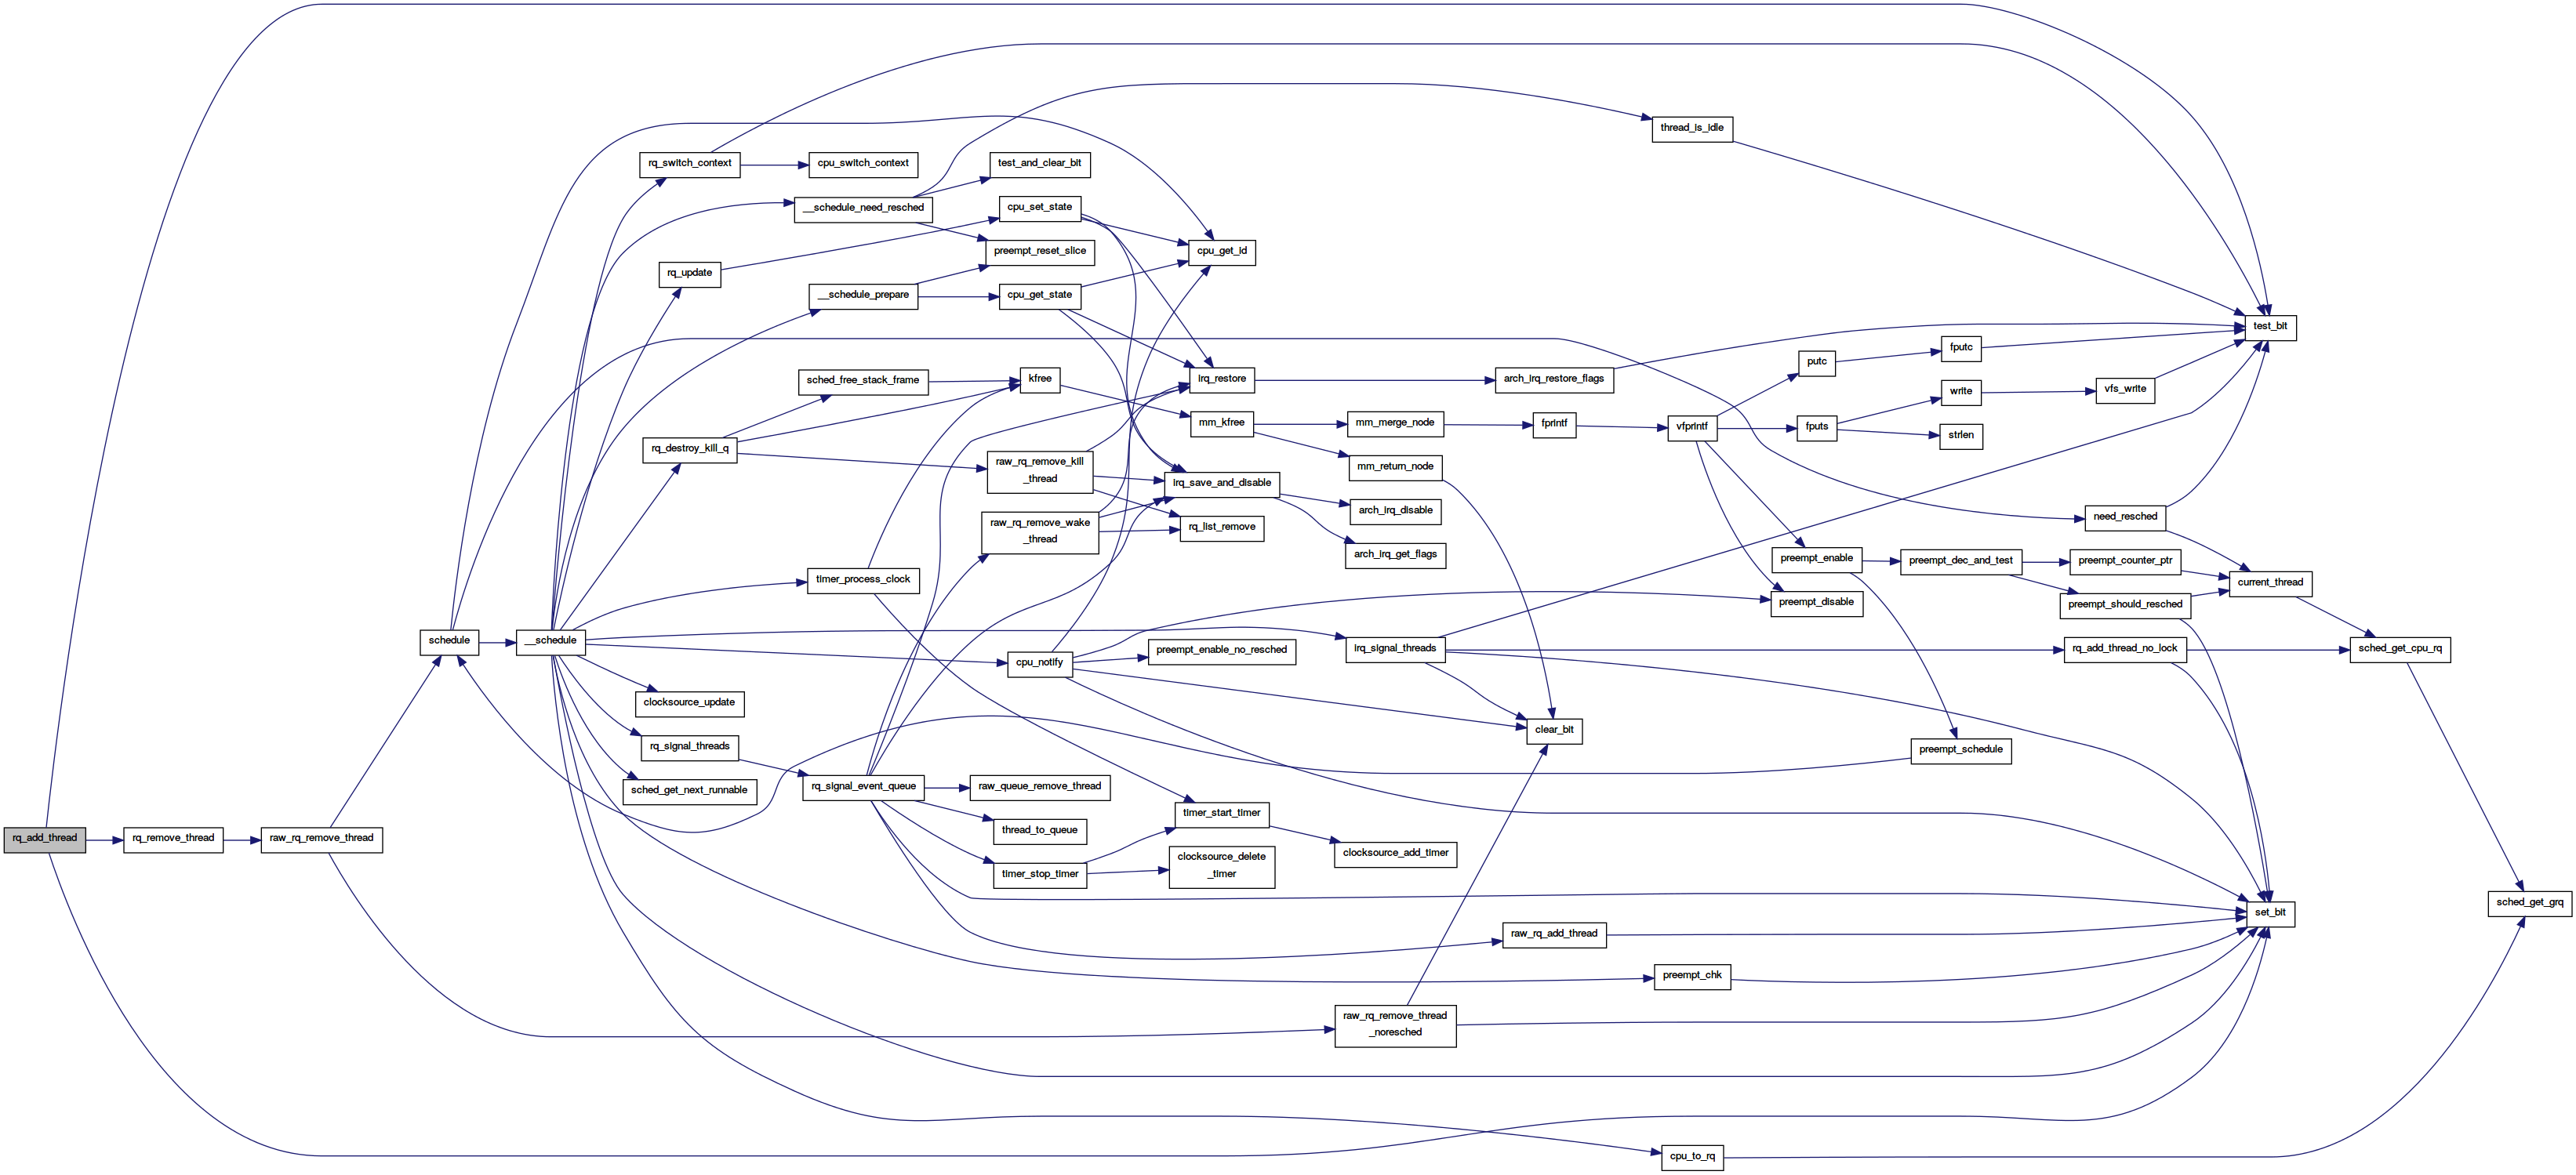 thread_is_idle
rq_switch_context
cpu_switch_context
test_and_clear_bit
__schedule_need_resched
cpu_set_state
preempt_reset_slice
cpu_get_id
rq_update
__schedule_prepare
cpu_get_state
test_bit
sched_free_stack_frame
kfree
irq_restore
arch_irq_restore_flags
putc
fputc
write
vfs_write
mm_kfree
mm_merge_node
fprintf
vfprintf
fputs
strlen
rq_destroy_kill_q
raw_rq_remove_kill
_thread
mm_return_node
irq_save_and_disable
arch_irq_disable
raw_rq_remove_wake
_thread
rq_list_remove
need_resched
arch_irq_get_flags
preempt_enable
preempt_dec_and_test
preempt_counter_ptr
timer_process_clock
current_thread
preempt_disable
preempt_should_resched
schedule
__schedule
cpu_notify
preempt_enable_no_resched
irq_signal_threads
rq_add_thread_no_lock
sched_get_cpu_rq
clocksource_update
clear_bit
rq_signal_threads
preempt_schedule
sched_get_next_runnable
rq_signal_event_queue
raw_queue_remove_thread
timer_start_timer
thread_to_queue
rq_add_thread
rq_remove_thread
raw_rq_remove_thread
clocksource_add_timer
timer_stop_timer
clocksource_delete
_timer
sched_get_grq
set_bit
raw_rq_add_thread
preempt_chk
raw_rq_remove_thread
_noresched
cpu_to_rq